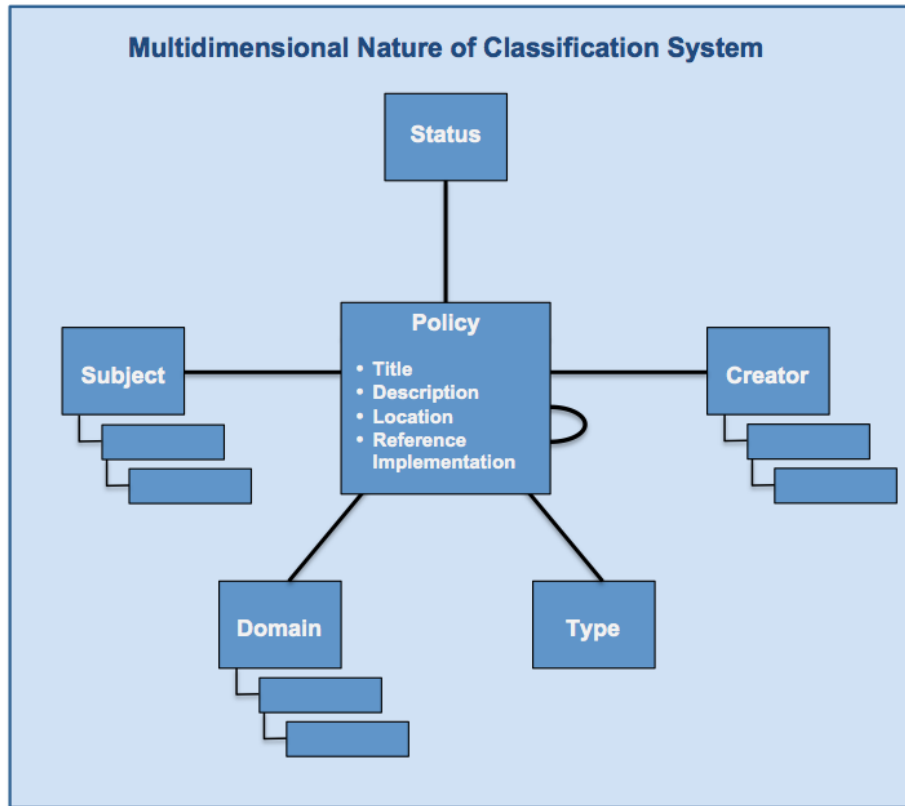 Multidimensional Nature of Classification System
Status
Policy
• Title
• Description
• Location
• Reference
Implementation
Subject
Creator
Domain
Type